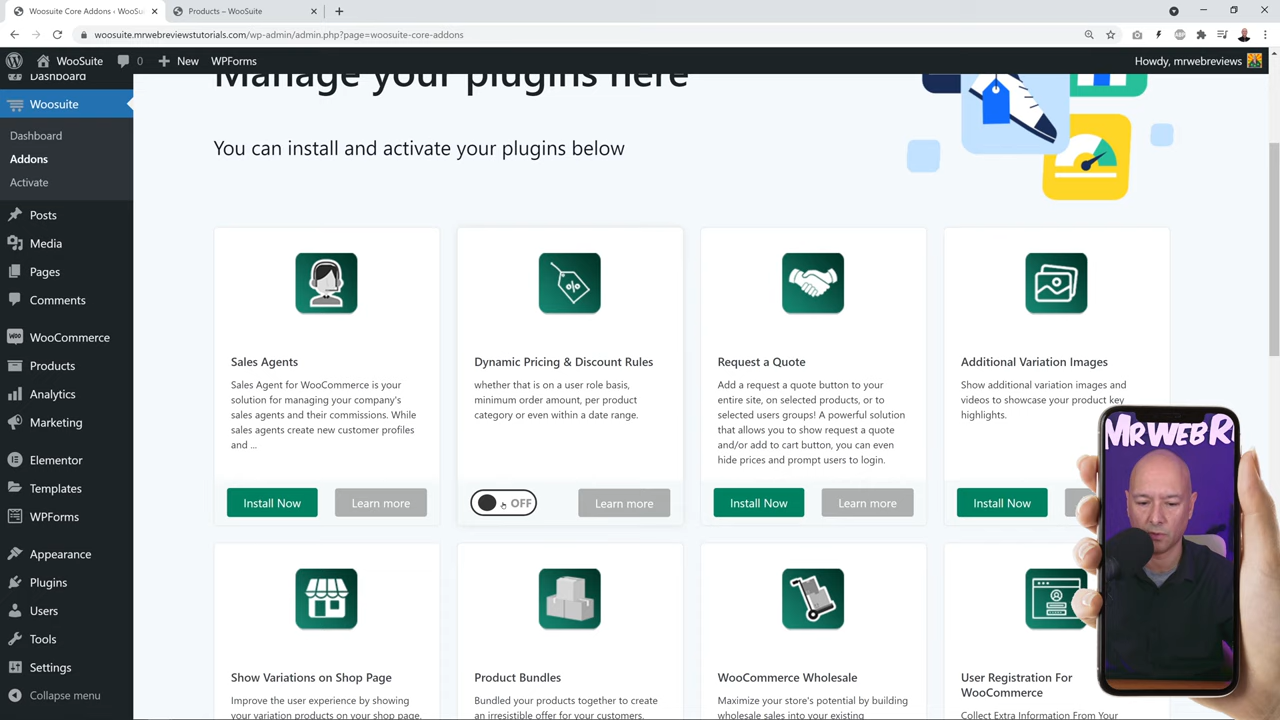 Woosuite Core Addons ‹ WooSui
Products – WooSuite
woosuite.mrwebreviewstutorials.com/wp-admin/admin.php?page=woosuite-core-addons
WooSuite
0
New
WPForms
Howdy, mrwebreviews
Dashboard
Woosuite
Dashboard
Addons
Activate
Posts
Media
Pages
Comments
WooCommerce
Products
Analytics
Marketing
Elementor
Templates
WPForms
Appearance
Plugins
Users
Tools
Settings
Collapse menu
Manage your plugins here
You can install and activate your plugins below
Sales Agents
Sales Agent for WooCommerce is your
solution for managing your company's
sales agents and their commissions. While
sales agents create new customer profiles
and ...
Install Now
Learn more
Dynamic Pricing & Discount Rules
whether that is on a user role basis,
minimum order amount, per product
category or even within a date range.
OFF
Learn more
Request a Quote
Add a request a quote button to your
entire site, on selected products, or to
selected users groups! A powerful solution
that allows you to show request a quote
and/or add to cart button, you can even
hide prices and prompt users to login.
Install Now
Learn more
Additional Variation Images
Show additional variation images and
videos to showcase your product key
highlights.
Install Now
Show Variations on Shop Page
Improve the user experience by showing
your variation products on your shop page.
Product Bundles
Bundled your products together to create
an irresistible offer for your customers.
WooCommerce Wholesale
Maximize your store's potential by building
wholesale sales into your existing
User Registration For
WooCommerce
Collect Extra Information From Your
MRWEBR